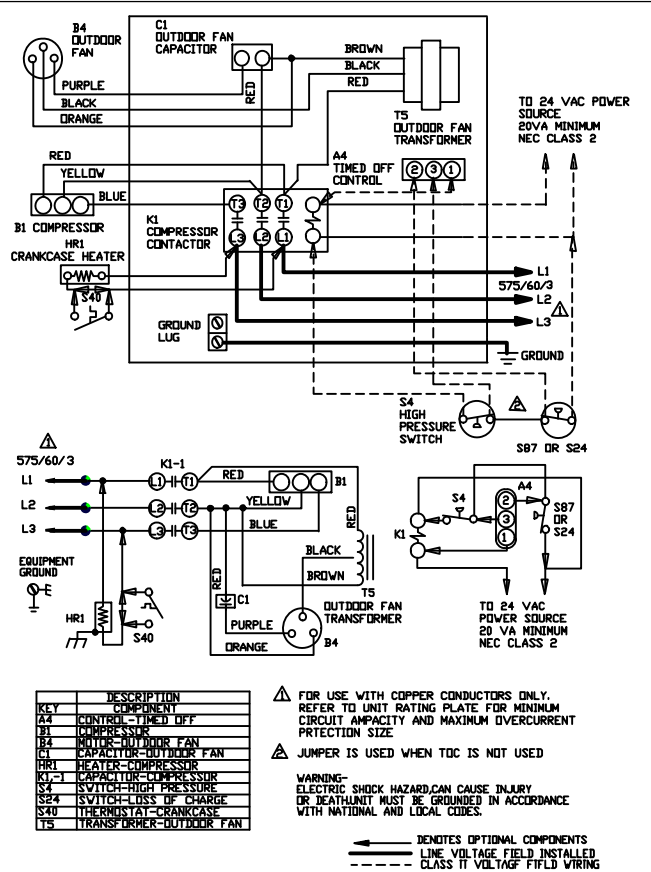 B4
OUTDOOR
FAN
C1
OUTDOOR FAN
CAPACITOR
BROWN
BLACK
RED
PURPLE
BLACK
ORANGE
RED
T5
OUTDOOR FAN
TRANSFORMER
TO 24 VAC POWER
SOURCE
20VA MINIMUM
NEC CLASS 2
RED
YELLOW
BLUE
A4
TIMED OFF
CONTROL
2 3 1
B1 COMPRESSOR
K1
COMPRESSOR
CONTACTOR
T3 T2 T1
L3 L2 L1
HR1
CRANKCASE HEATER
S40
L1
575/60/3
L2
L3
1
GROUND
LUG
GROUND
S4
HIGH
PRESSURE
SWITCH
2
S87 OR S24
1
575/60/3
L1
L2
L3
K1-1
L1 T1
L2 T2
L3 T3
RED
YELLOW
BLUE
B1
RED
BLACK
BROWN
T5
OUTDOOR FAN
TRANSFORMER
RED
C1
PURPLE
ORANGE
B4
EQUIPMENT
GROUND
E
HR1
S40
A4
S4
2
3
1
S87
OR
S24
K1
TO 24 VAC
POWER SOURCE
20 VA MINIMUM
NEC CLASS 2
DESCRIPTION
KEY COMPONENT
A4 CONTROL-TIMED OFF
B1 COMPRESSOR
B4 MOTOR-OUTDOOR FAN
C1 CAPACITOR-OUTDOOR FAN
HR1 HEATER-COMPRESSOR
K1,-1 CAPACITOR-COMPRESSOR
S4 SWITCH-HIGH PRESSURE
S24 SWITCH-LOSS OF CHARGE
S40 THERMOSTAT-CRANKCASE
T5 TRANSFORMER-OUTDOOR FAN
1 FOR USE WITH COPPER CONDUCTORS ONLY.
REFER TO UNIT RATING PLATE FOR MINIMUM
CIRCUIT AMPACITY AND MAXIMUM OVERCURRENT
PRTECTION SIZE
2 JUMPER IS USED WHEN TOC IS NOT USED
WARNING-
ELECTRIC SHOCK HAZARD,CAN CAUSE INJURY
OR DEATH.UNIT MUST BE GROUNDED IN ACCORDANCE
WITH NATIONAL AND LOCAL CODES.
DENOTES OPTIONAL COMPONENTS
LINE VOLTAGE FIELD INSTALLED
CLASS II VOLTAGE FIELD WIRING